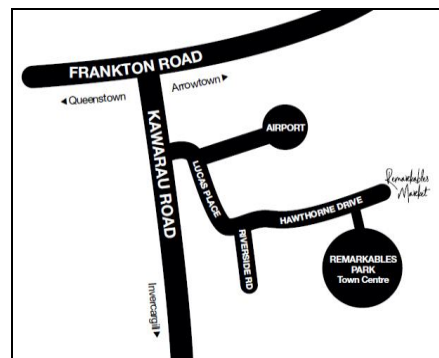 FRANKTON ROAD
◄ Queenstown
Arrowtown ►
KAWARAU ROAD
AIRPORT
LUCAS PLACE
Remarkables
Market
HAWTHORNE DRIVE
RIVERSIDE RD
REMARKABLES
PARK
Town Centre
Invercargill ►